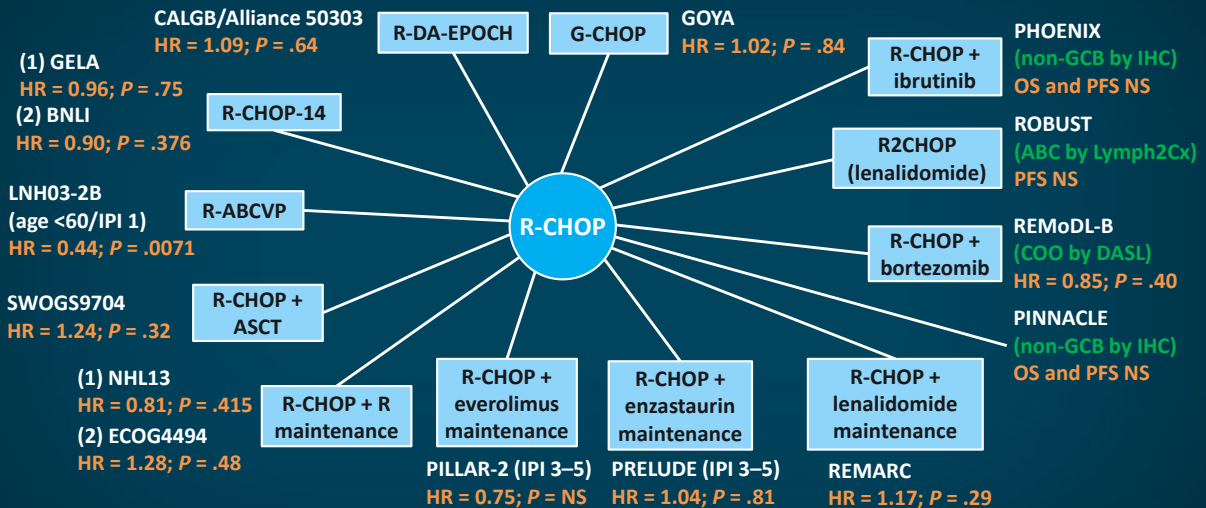 CALGB/Alliance 50303
HR = 1.09; P = .64
R-DA-EPOCH
G-CHOP
GOYA
HR = 1.02; P = .84
R-CHOP +
ibrutinib
PHOENIX
(non-GCB by IHC)
OS and PFS NS
(1) GELA
HR = 0.96; P = .75
(2) BNLI
HR = 0.90; P = .376
R-CHOP-14
R2CHOP
(lenalidomide)
ROBUST
(ABC by Lymph2Cx)
PFS NS
LNH03-2B
(age <60/IPI 1)
HR = 0.44; P = .0071
R-ABCVP
R-CHOP
R-CHOP +
bortezomib
REMoDL-B
(COO by DASL)
HR = 0.85; P = .40
SWOGS9704
HR = 1.24; P = .32
R-CHOP +
ASCT
PINNACLE
(non-GCB by IHC)
OS and PFS NS
(1) NHL13
HR = 0.81; P = .415
(2) ECOG4494
HR = 1.28; P = .48
R-CHOP + R
maintenance
R-CHOP +
everolimus
maintenance
PILLAR-2 (IPI 3–5)
HR = 0.75; P = NS
R-CHOP +
enzastaurin
maintenance
PRELUDE (IPI 3–5)
HR = 1.04; P = .81
R-CHOP +
lenalidomide
maintenance
REMARC
HR = 1.17; P = .29